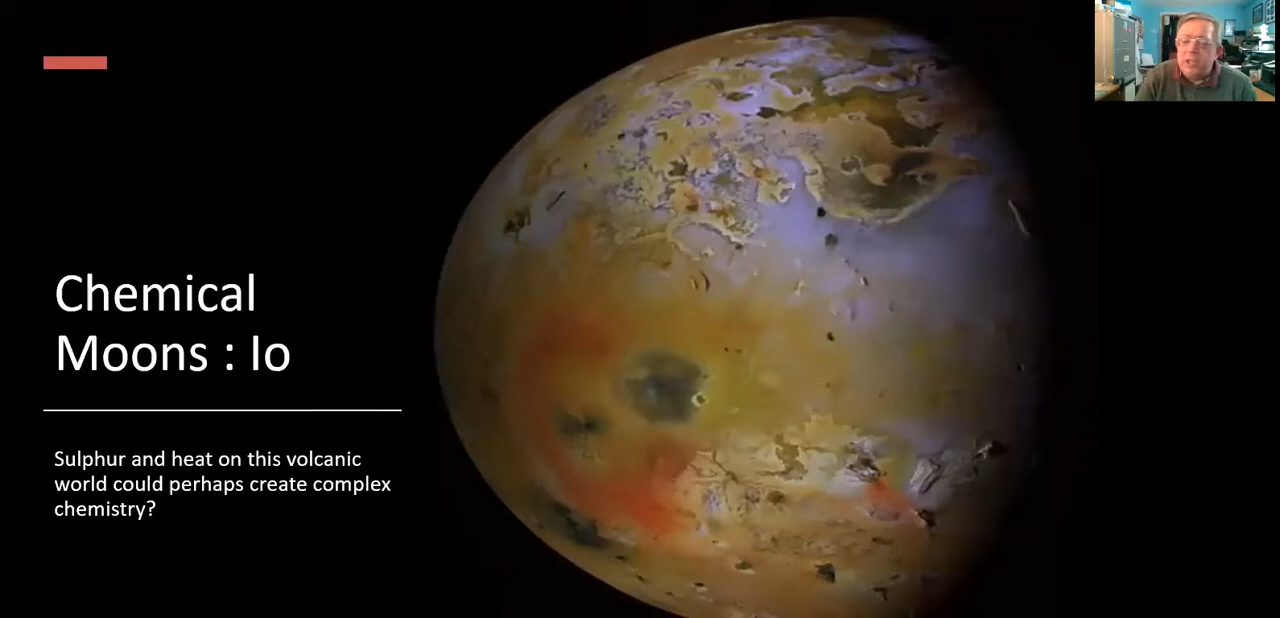 Chemical
Moons : Io
Sulphur and heat on this volcanic
world could perhaps create complex
chemistry?